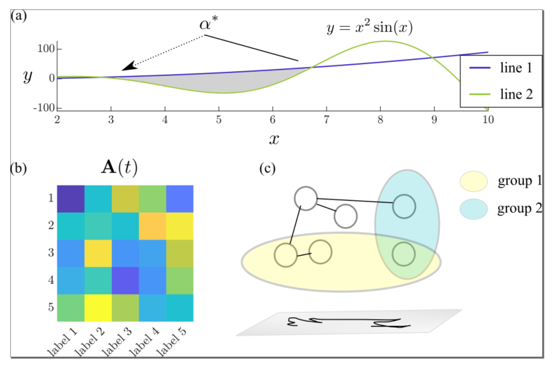 (a)
α*
y = x² sin(x)
100
0
-100
y
2 3 4 5 6 7 8 9 10
x
line 1
line 2
(b)
A(t)
1
2
3
4
5
label 1 label 2 label 3 label 4 label 5
(c)
group 1
group 2